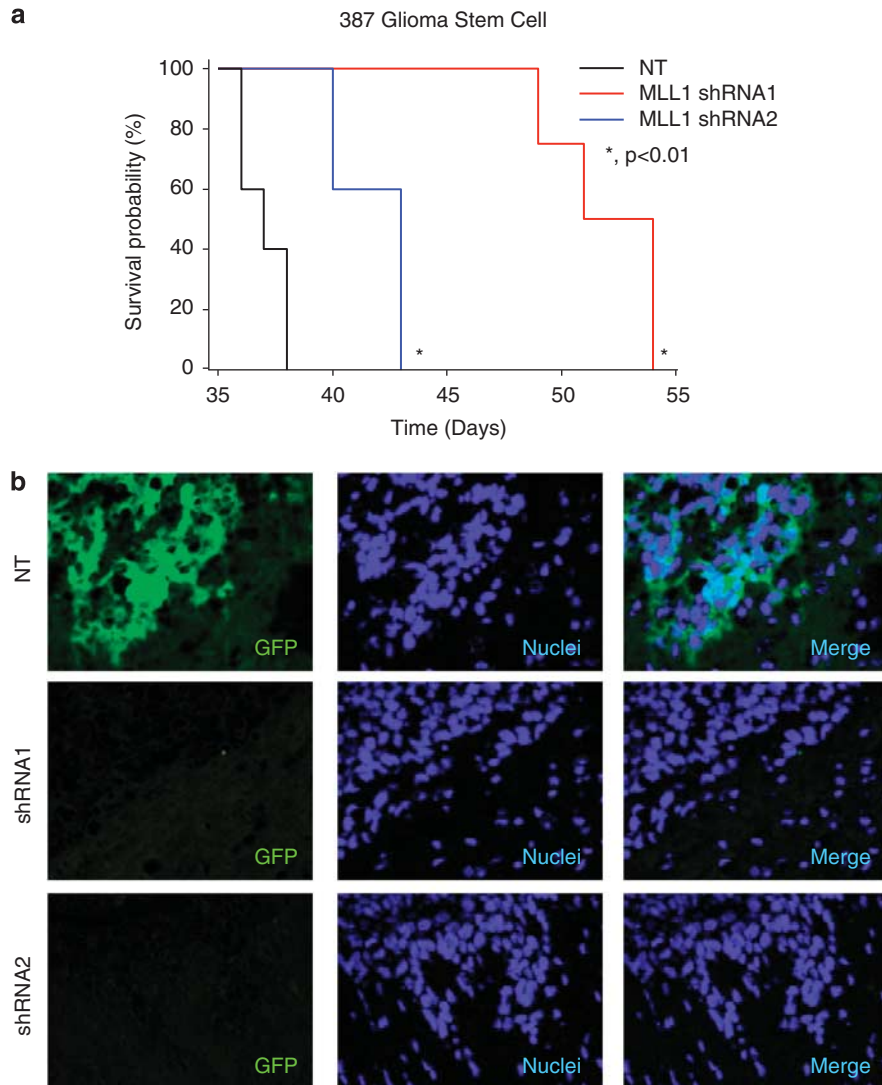 a
387 Glioma Stem Cell
NT
MLL1 shRNA1
MLL1 shRNA2
*, p<0.01
Survival probability (%)
100
80
60
40
20
0
*
*
35 40 45 50 55
Time (Days)
b
NT
GFP
Nuclei
Merge
shRNA1
GFP
Nuclei
Merge
shRNA2
GFP
Nuclei
Merge